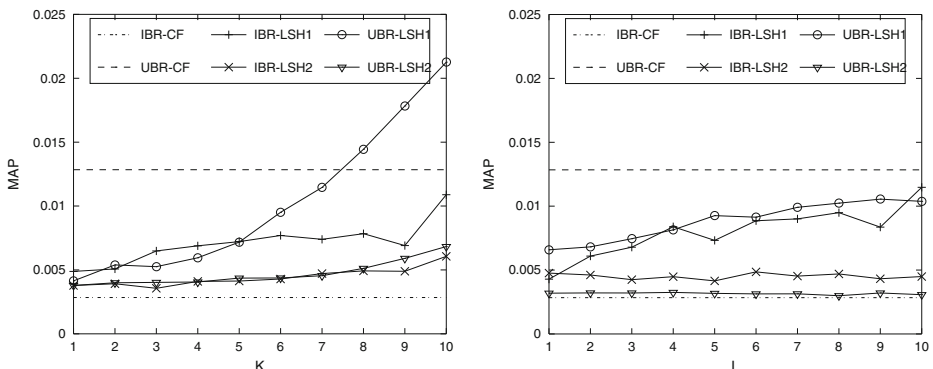 0.025
0.02
0.015
0.01
0.005
0
MAP
IBR-CF
IBR-LSH1
UBR-LSH1
UBR-CF
IBR-LSH2
UBR-LSH2
1 2 3 4 5 6 7 8 9 10
K
0.025
0.02
0.015
0.01
0.005
0
MAP
IBR-CF
IBR-LSH1
UBR-LSH1
UBR-CF
IBR-LSH2
UBR-LSH2
1 2 3 4 5 6 7 8 9 10